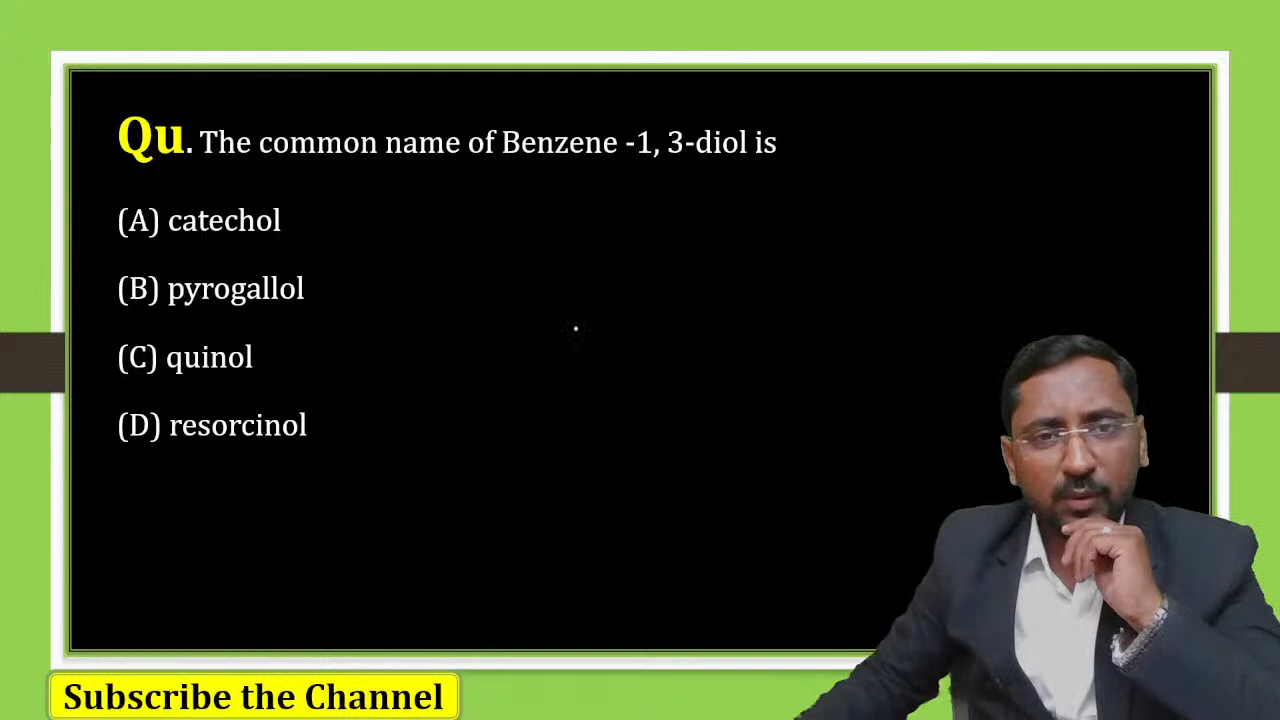 Qu. The common name of Benzene -1, 3-diol is
(A) catechol
(B) pyrogallol
(C) quinol
(D) resorcinol
Subscribe the Channel